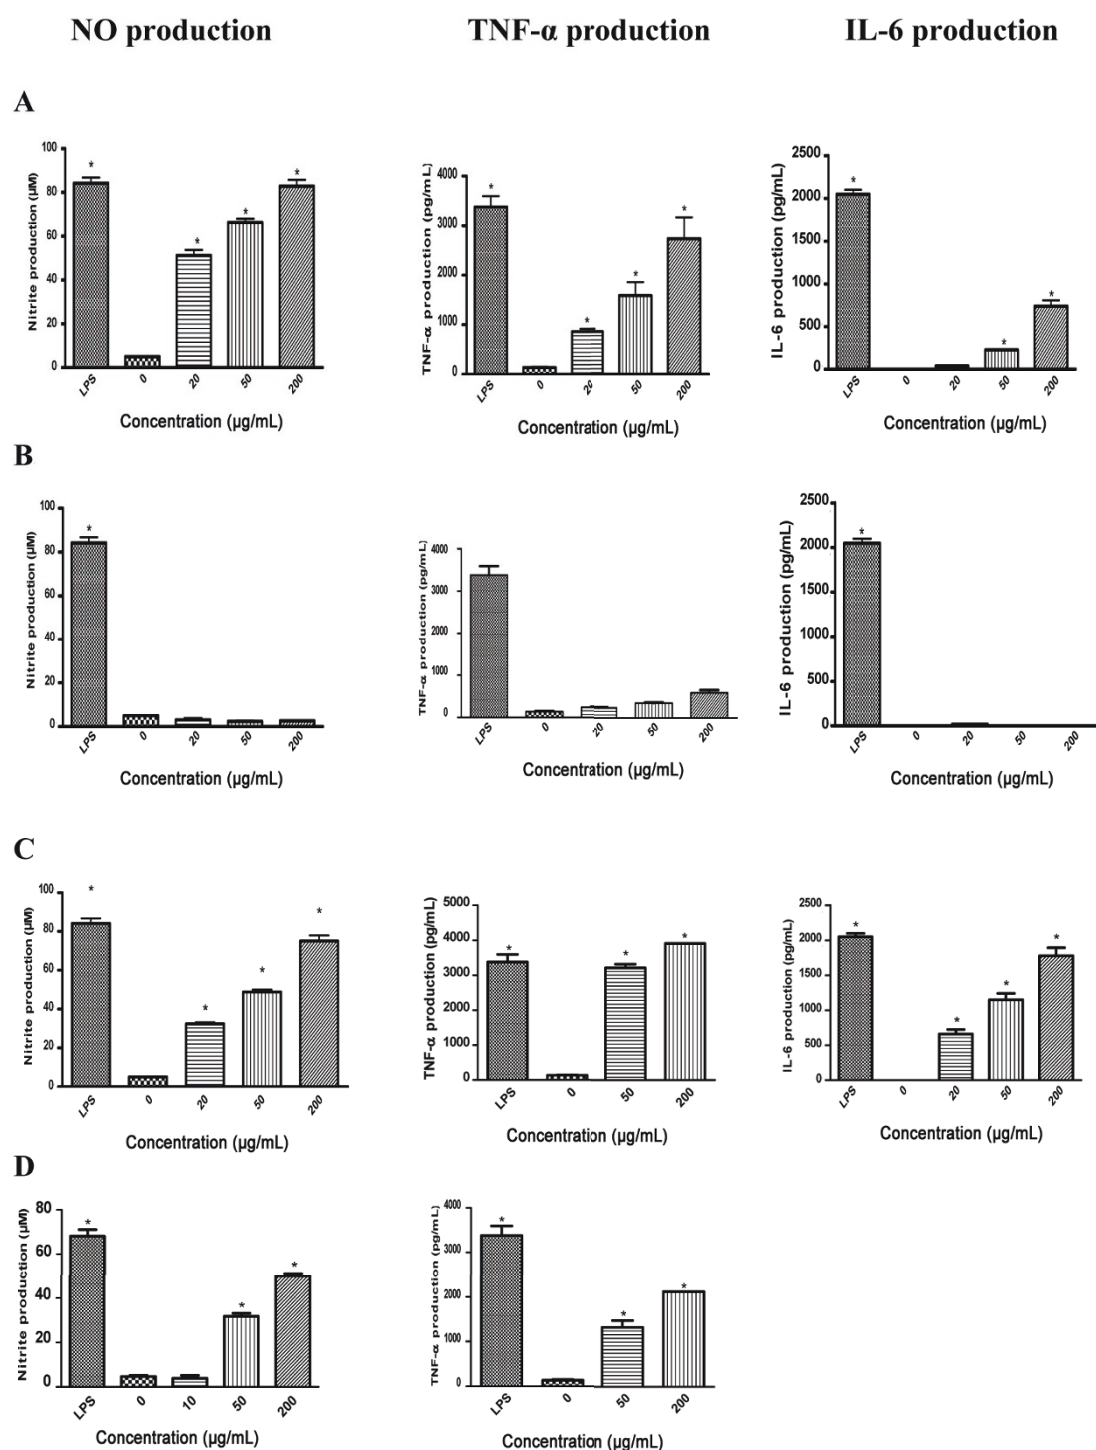 NO production TNF-α production IL-6 production
A
Nitrite production (µM)
100
80
60
40
20
0
* * * *
LPS 0 20 50 200
Concentration (µg/mL)
TNF-α production (pg/mL)
4000
3000
2000
1000
0
* * * *
LPS 0 20 50 200
Concentration (µg/mL)
IL-6 production (pg/mL)
2500
2000
1500
1000
500
0
* * *
LPS 0 20 50 200
Concentration (µg/mL)
B
Nitrite production (µM)
100
80
60
40
20
0
*
LPS 0 20 50 200
Concentration (µg/mL)
TNF-α production (pg/mL)
4000
3000
2000
1000
0
LPS 0 20 50 200
Concentration (µg/mL)
IL-6 production (pg/mL)
2500
2000
1500
1000
500
0
*
LPS 0 20 50 200
Concentration (µg/mL)
C
Nitrite production (µM)
100
80
60
40
20
0
* * * *
LPS 0 20 50 200
Concentration (µg/mL)
TNF-α production (pg/mL)
5000
4000
3000
2000
1000
0
* * *
LPS 0 50 200
Concentration (µg/mL)
IL-6 production (pg/mL)
2500
2000
1500
1000
500
0
* * * *
LPS 0 20 50 200
Concentration (µg/mL)
D
Nitrite production (µM)
80
60
40
20
0
* * *
LPS 0 10 50 200
Concentration (µg/mL)
TNF-α production (pg/mL)
4000
3000
2000
1000
0
* * *
LPS 0 50 200
Concentration (µg/mL)